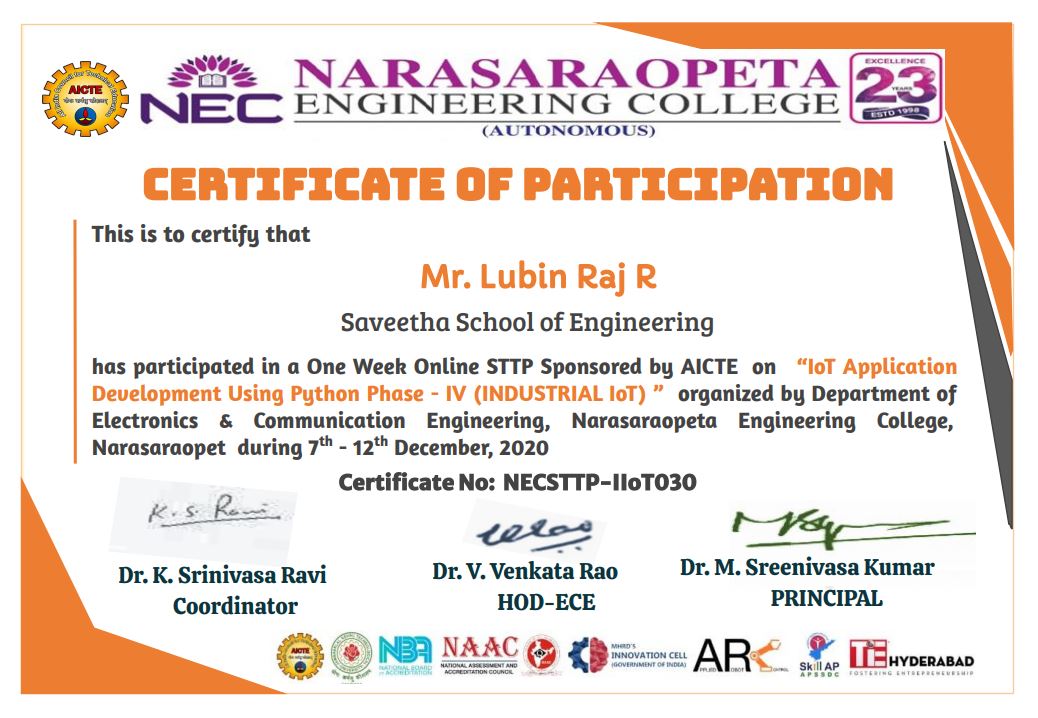 AICTE
NEC
NARASARAOPETA
ENGINEERING COLLEGE
(AUTONOMOUS)
EXCELLENCE
23
YEARS
ESTD 1998
CERTIFICATE OF PARTICIPATION
This is to certify that
Mr. Lubin Raj R
Saveetha School of Engineering
has participated in a One Week Online STTP Sponsored by AICTE on “IoT Application
Development Using Python Phase - IV (INDUSTRIAL IoT) ” organized by Department of
Electronics & Communication Engineering, Narasaraopeta Engineering College,
Narasaraopet during 7th - 12th December, 2020
Certificate No: NECSTTP-IIoT030
K. S. Ravi
Dr. K. Srinivasa Ravi
Coordinator
Dr. V. Venkata Rao
HOD-ECE
Dr. M. Sreenivasa Kumar
PRINCIPAL
AICTE
NBA
NATIONAL BOARD
of ACCREDITATION
NAAC
NATIONAL ASSESSMENT AND
ACCREDITATION COUNCIL
MHRD'S
INNOVATION CELL
(GOVERNMENT OF INDIA)
ARC
Skill AP
APSSDC
TiE HYDERABAD
FOSTERING ENTREPRENEURSHIP